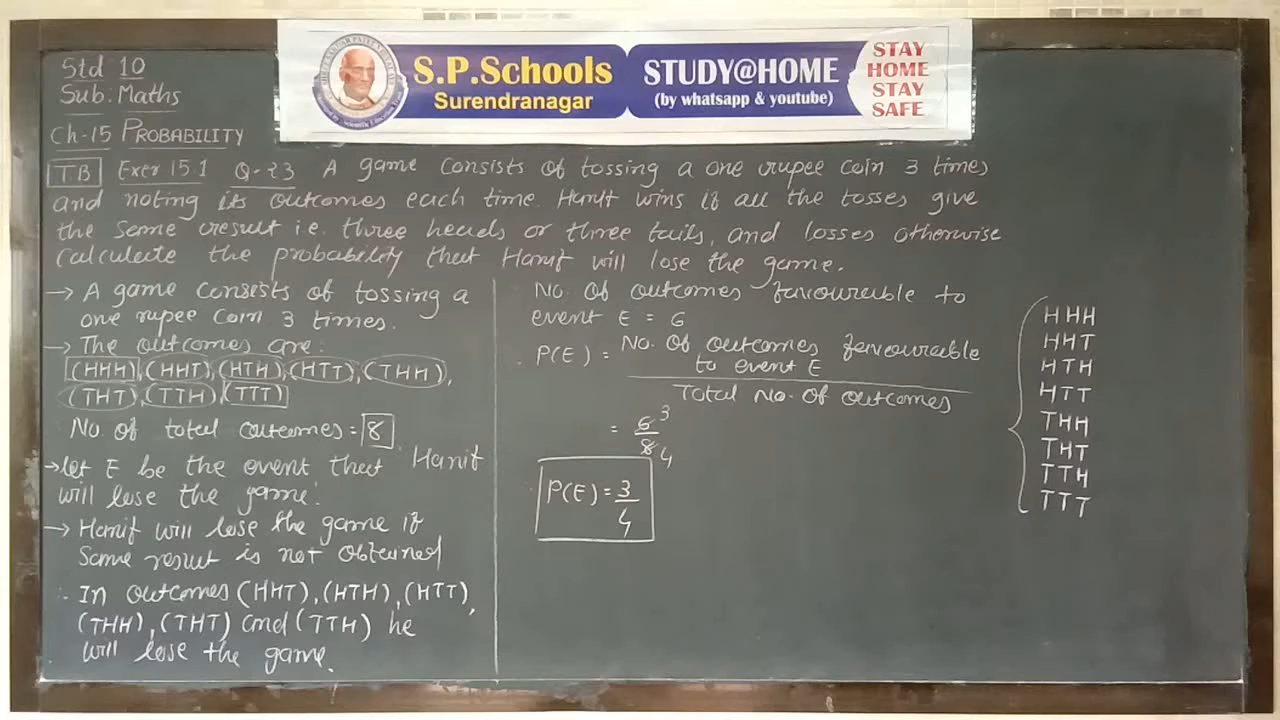 Std 10
Sub: Maths
Ch-15 PROBABILITY
S.P.Schools
Surendranagar
STUDY@HOME
(by whatsapp & youtube)
STAY
HOME
STAY
SAFE
TB Exer 15.1 Q-23 A game consists of tossing a one rupee coin 3 times
and noting its outcomes each time. Hanif wins if all the tosses give
the same result i.e. three heads or three tails, and losses otherwise
calculate the probability that Hanif will lose the game.
→ A game consists of tossing a
one rupee coin 3 times.
→ The outcomes are:
(HHH), (HHT), (HTH), (HTT), (THH),
(THT), (TTH), (TTT)
No. of total outcomes = 8
→ let E be the event that Hanif
will lose the game.
→ Hanif will lose the game if
Same result is not obtained
∴ In outcomes (HHT), (HTH), (HTT),
(THH), (THT) and (TTH) he
will lose the game.
No. of outcomes favourable to
event E = 6
∴ P(E) = No. of outcomes favourable
to event E
Total No. of outcomes
= 6 3
8 4
P(E) = 3
4
HHH
HHT
HTH
HTT
THH
THT
TTH
TTT